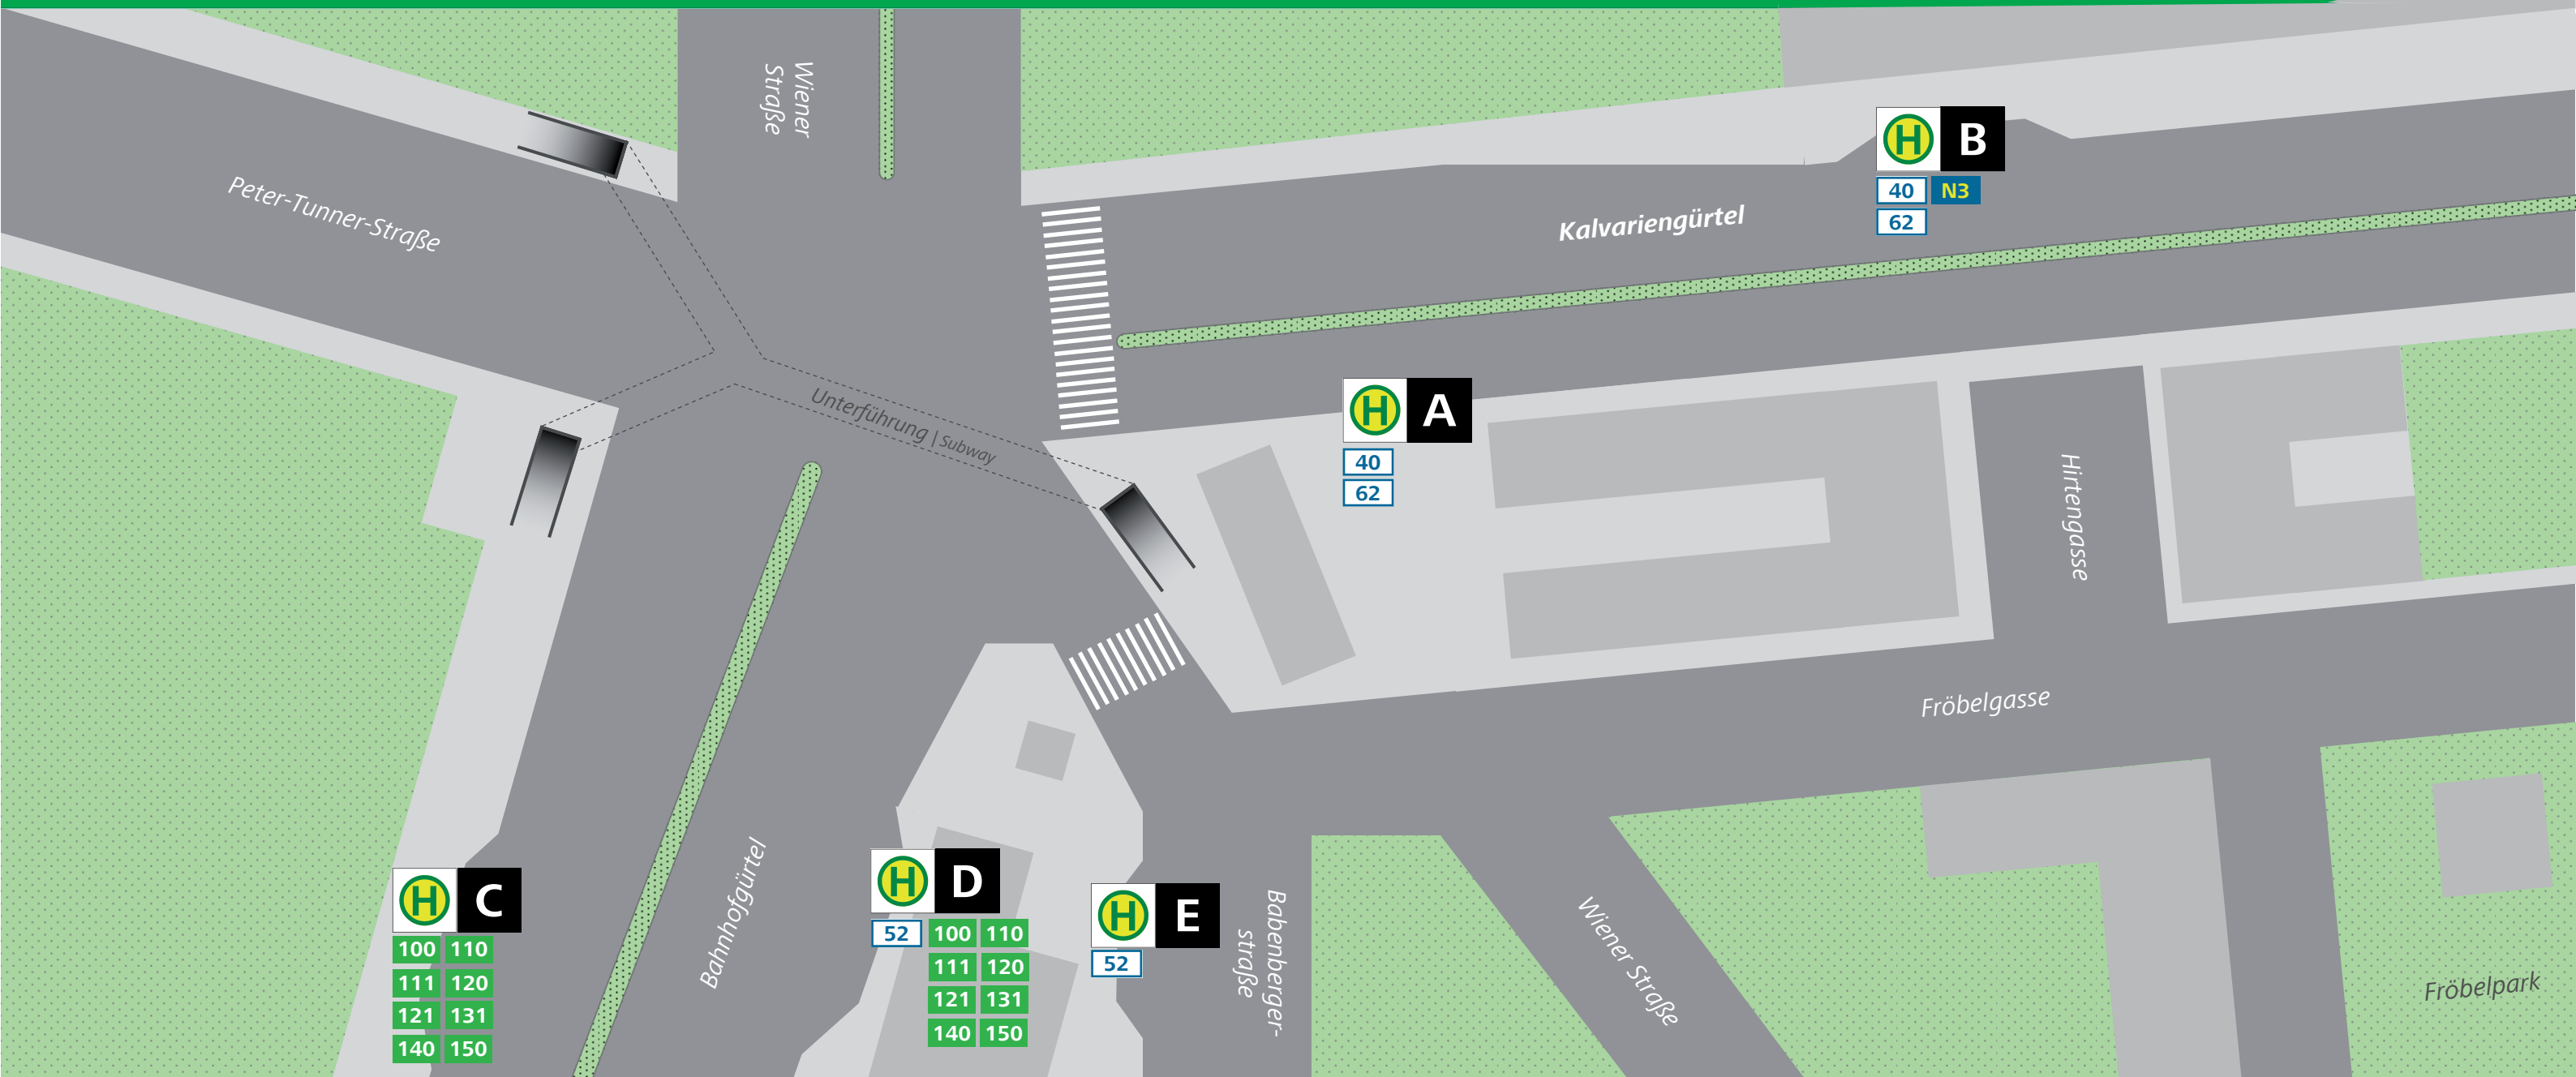 Wiener
Straße
Peter-Tunner-Straße
Kalvariengürtel
H B
40 N3
62
Unterführung | Subway
H A
40
62
Hirtengasse
Fröbelgasse
Bahnhofgürtel
H C
100 110
111 120
121 131
140 150
H D
52 100 110
111 120
121 131
140 150
H E
52
Babenberger-
straße
Wiener Straße
Fröbelpark